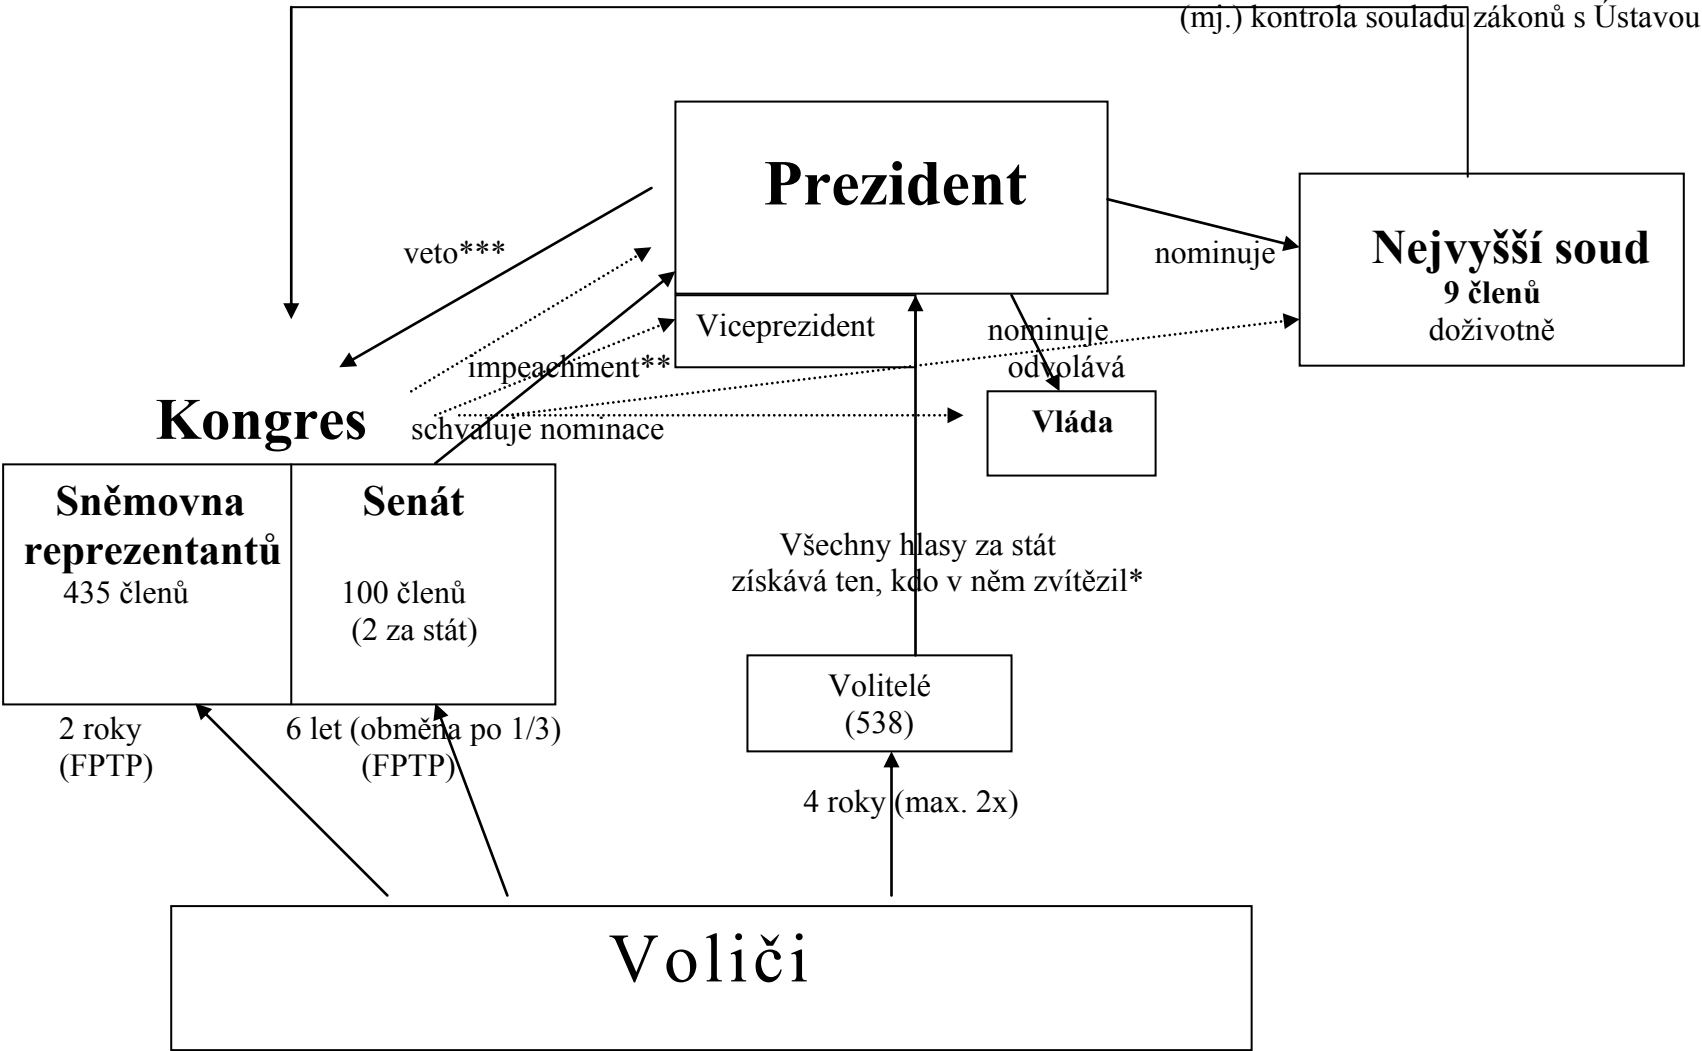 (mj.) kontrola souladu zákonů s Ústavou
Prezident
veto***
nominuje
Nejvyšší soud
9 členů
doživotně
Viceprezident
nominuje
odvolává
impeachment**
Kongres
schvaluje nominace
Vláda
Sněmovna
reprezentantů
435 členů
Senát
100 členů
(2 za stát)
Všechny hlasy za stát
získává ten, kdo v něm zvítězil*
Volitelé
(538)
2 roky
(FPTP)
6 let (obměna po 1/3)
(FPTP)
4 roky (max. 2x)
Voliči